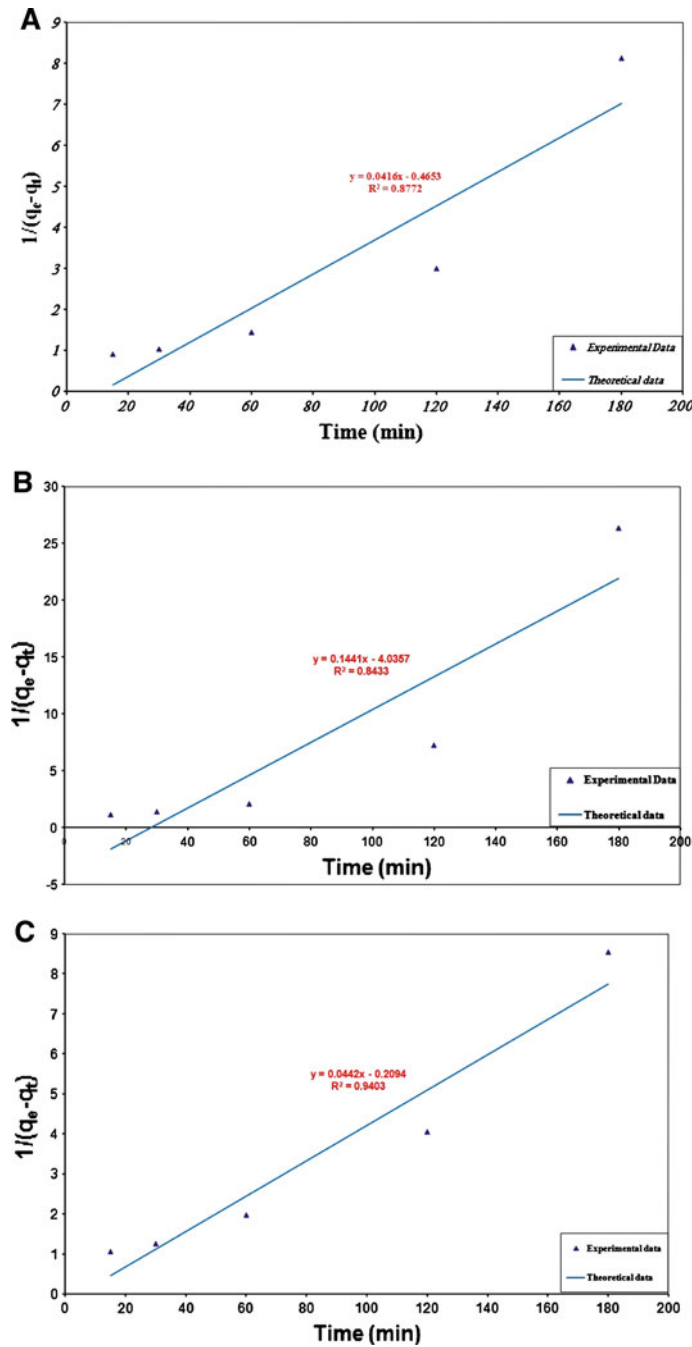 A
9
8
7
6
5
4
3
2
1
0
1/(qe-qt)
y = 0.0416x - 0.4653
R² = 0.8772
Experimental Data
Theoretical data
0 20 40 60 80 100 120 140 160 180 200
Time (min)
B
30
25
20
15
10
5
0
-5
1/(qe-qt)
y = 0.1441x - 4.0357
R² = 0.8433
Experimental Data
Theoretical data
0 20 40 60 80 100 120 140 160 180 200
Time (min)
C
9
8
7
6
5
4
3
2
1
0
1/(qe-qt)
y = 0.0442x - 0.2094
R² = 0.9403
Experimental data
Theoretical data
0 20 40 60 80 100 120 140 160 180 200
Time (min)